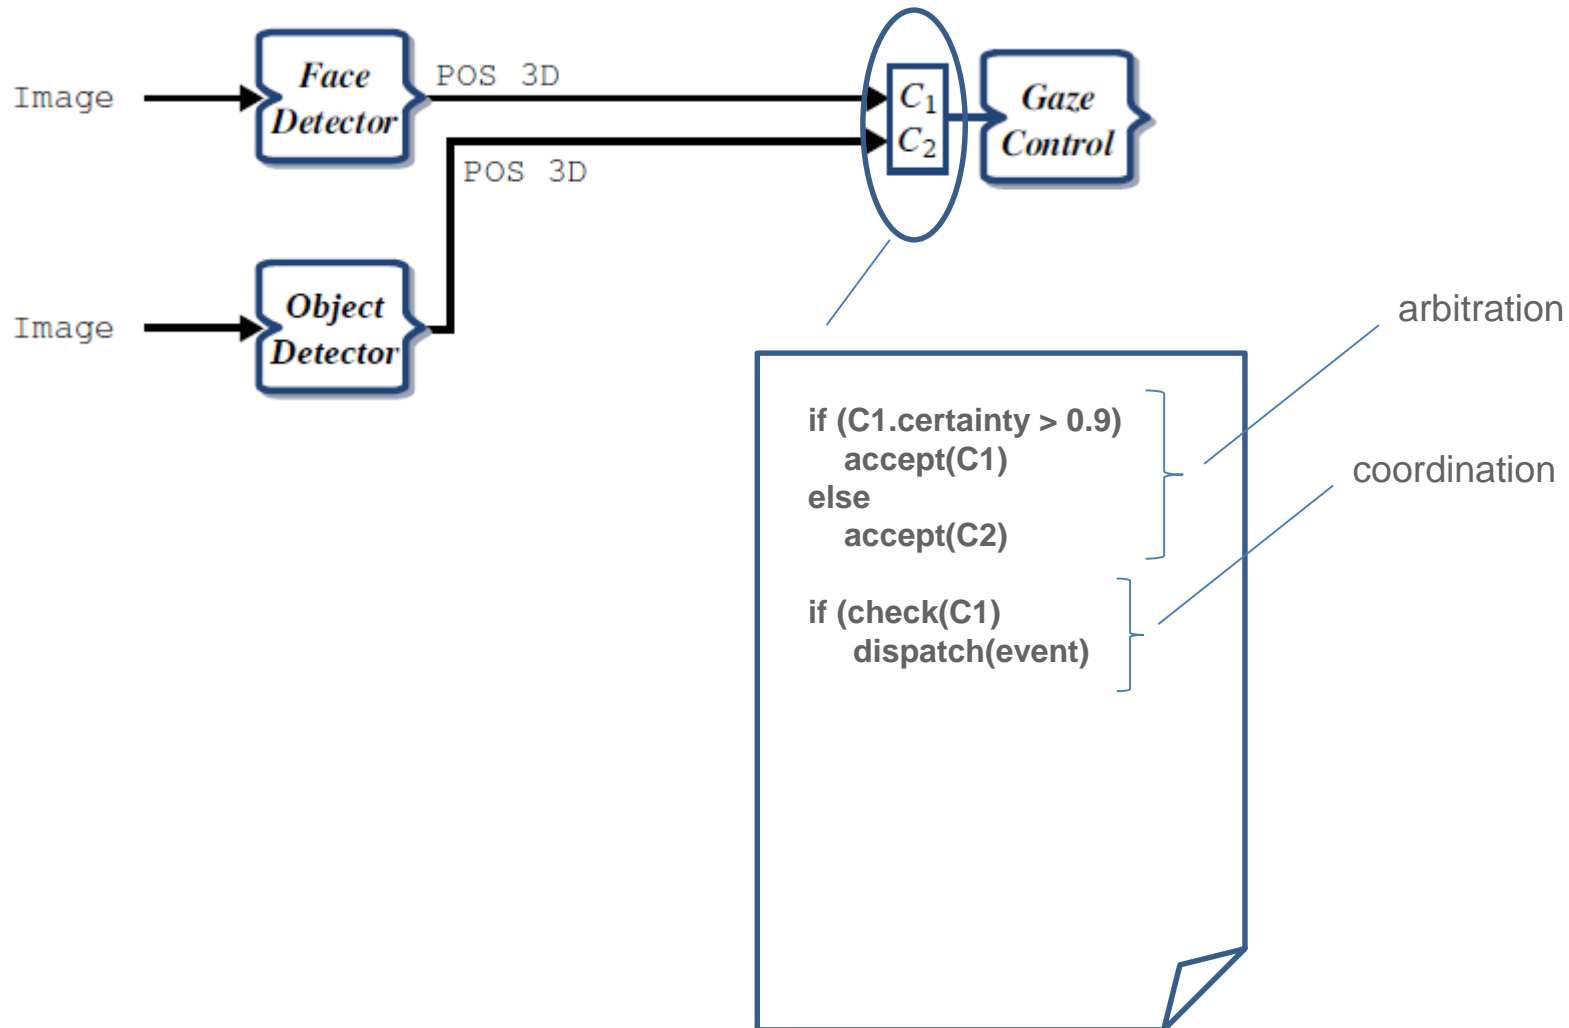 Image
Face
Detector
POS 3D
C1
C2
Gaze
Control
POS 3D
Image
Object
Detector
arbitration
coordination
if (C1.certainty > 0.9)
accept(C1)
else
accept(C2)
if (check(C1)
dispatch(event)